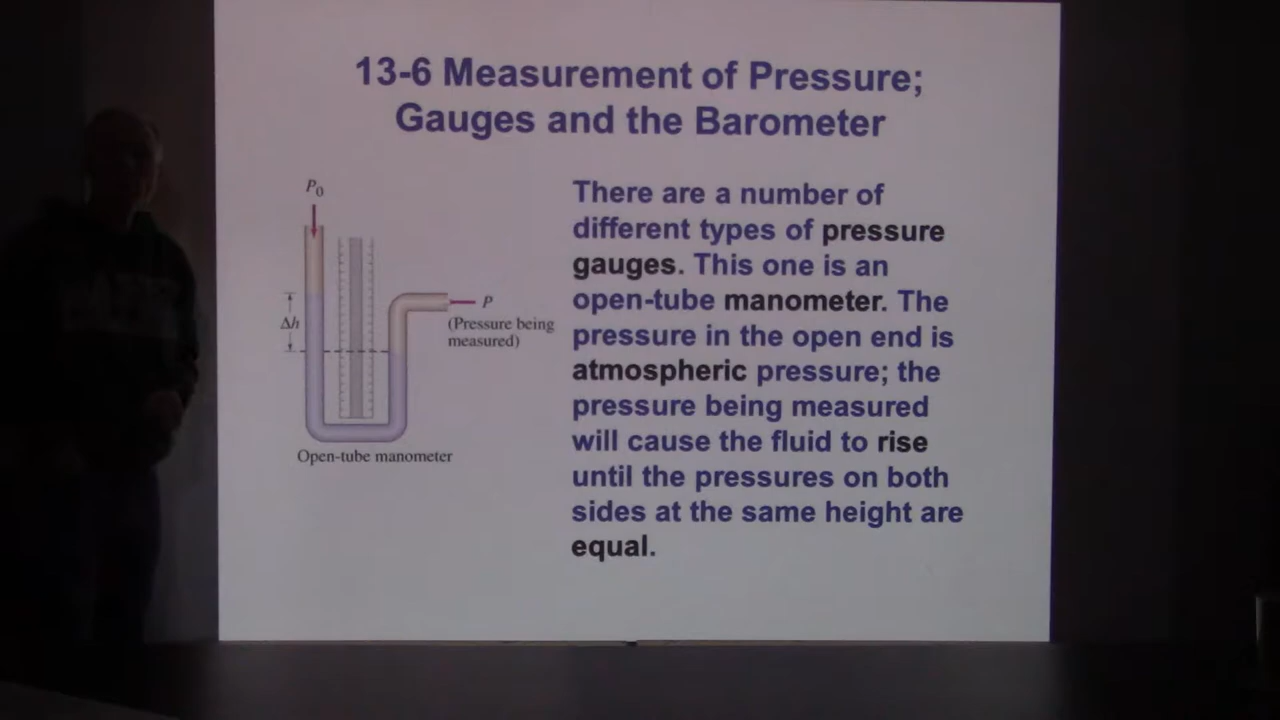 13-6 Measurement of Pressure;
Gauges and the Barometer
P0
Δh
P
(Pressure being
measured)
Open-tube manometer
There are a number of
different types of pressure
gauges. This one is an
open-tube manometer. The
pressure in the open end is
atmospheric pressure; the
pressure being measured
will cause the fluid to rise
until the pressures on both
sides at the same height are
equal.